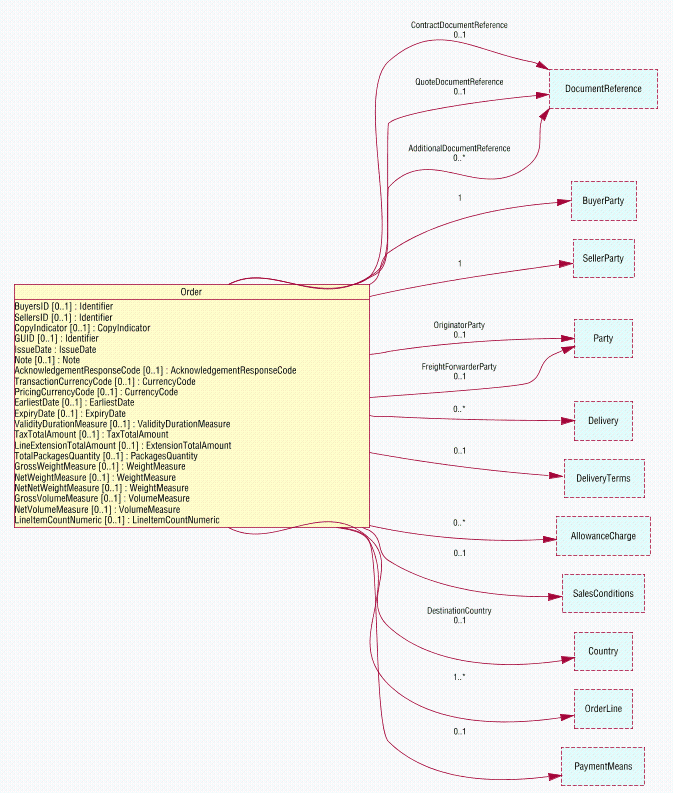 ContractDocumentReference
0..1
DocumentReference
QuoteDocumentReference
0..1
AdditionalDocumentReference
0..*
1
BuyerParty
1
SellerParty
Order
BuyersID [0..1] : Identifier
SellersID [0..1] : Identifier
CopyIndicator [0..1] : CopyIndicator
GUID [0..1] : Identifier
IssueDate : IssueDate
Note [0..1] : Note
AcknowledgementResponseCode [0..1] : AcknowledgementResponseCode
TransactionCurrencyCode [0..1] : CurrencyCode
PricingCurrencyCode [0..1] : CurrencyCode
EarliestDate [0..1] : EarliestDate
ExpiryDate [0..1] : ExpiryDate
ValidityDurationMeasure [0..1] : ValidityDurationMeasure
TaxTotalAmount [0..1] : TaxTotalAmount
LineExtensionTotalAmount [0..1] : ExtensionTotalAmount
TotalPackagesQuantity [0..1] : PackagesQuantity
GrossWeightMeasure [0..1] : WeightMeasure
NetWeightMeasure [0..1] : WeightMeasure
NetNetWeightMeasure [0..1] : WeightMeasure
GrossVolumeMeasure [0..1] : VolumeMeasure
NetVolumeMeasure [0..1] : VolumeMeasure
LineItemCountNumeric [0..1] : LineItemCountNumeric
OriginatorParty
0..1
Party
FreightForwarderParty
0..1
0..*
Delivery
0..1
DeliveryTerms
0..*
AllowanceCharge
0..1
SalesConditions
DestinationCountry
0..1
Country
1..*
OrderLine
0..1
PaymentMeans